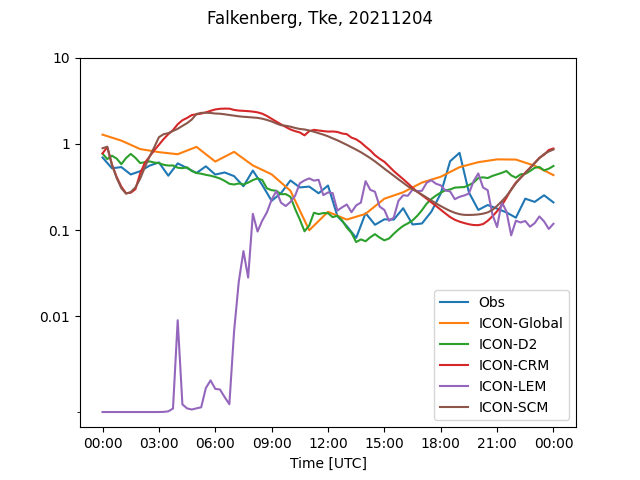 Falkenberg, Tke, 20211204
10
1
0.1
0.01
Obs
ICON-Global
ICON-D2
ICON-CRM
ICON-LEM
ICON-SCM
00:00 03:00 06:00 09:00 12:00 15:00 18:00 21:00 00:00
Time [UTC]